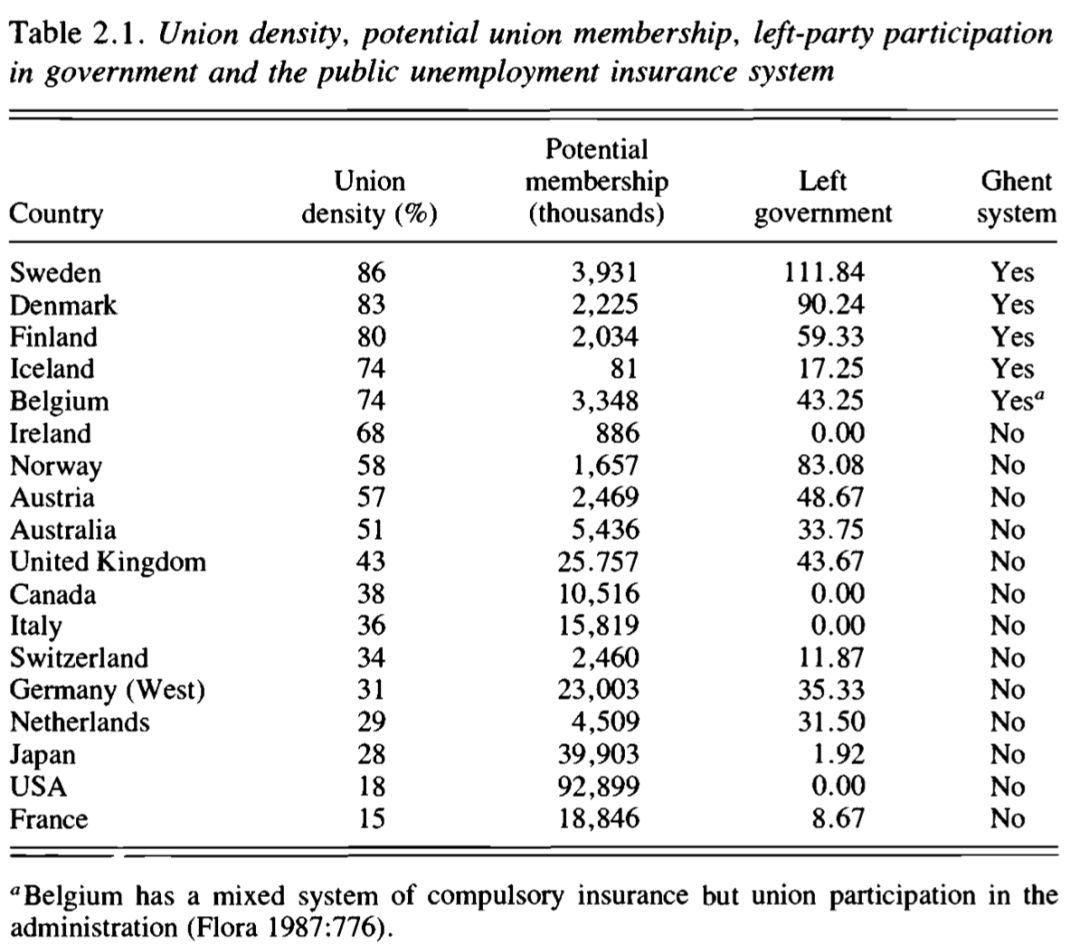 Table 2.1. Union density, potential union membership, left-party participation
in government and the public unemployment insurance system
Country Union density (%) Potential membership (thousands) Left government Ghent system
Sweden 86 3,931 111.84 Yes
Denmark 83 2,225 90.24 Yes
Finland 80 2,034 59.33 Yes
Iceland 74 81 17.25 Yes
Belgium 74 3,348 43.25 Yesᵃ
Ireland 68 886 0.00 No
Norway 58 1,657 83.08 No
Austria 57 2,469 48.67 No
Australia 51 5,436 33.75 No
United Kingdom 43 25.757 43.67 No
Canada 38 10,516 0.00 No
Italy 36 15,819 0.00 No
Switzerland 34 2,460 11.87 No
Germany (West) 31 23,003 35.33 No
Netherlands 29 4,509 31.50 No
Japan 28 39,903 1.92 No
USA 18 92,899 0.00 No
France 15 18,846 8.67 No
ᵃBelgium has a mixed system of compulsory insurance but union participation in the
administration (Flora 1987:776).